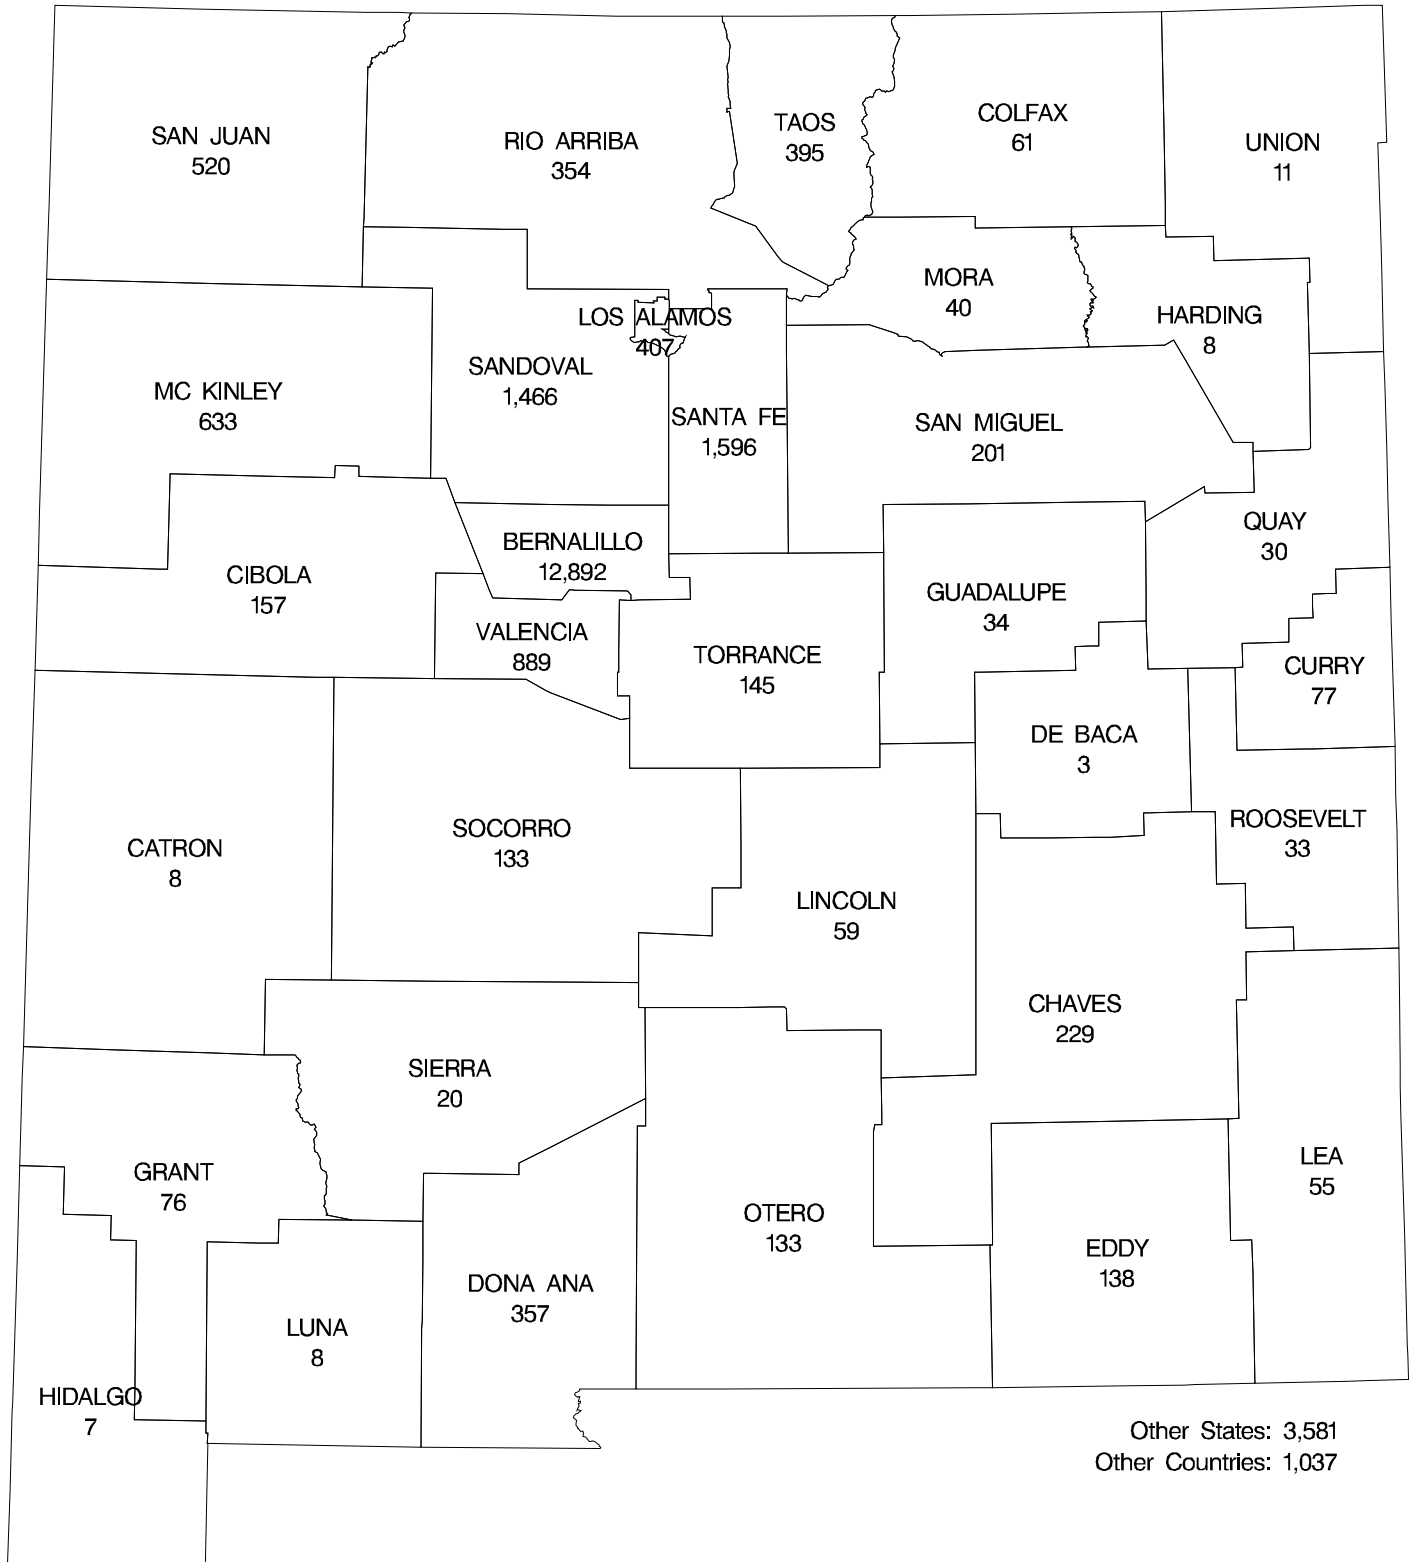 SAN JUAN
520
RIO ARRIBA
354
TAOS
395
COLFAX
61
UNION
11
MORA
40
HARDING
8
LOS ALAMOS
407
SANDOVAL
1,466
MC KINLEY
633
SANTA FE
1,596
SAN MIGUEL
201
QUAY
30
BERNALILLO
12,892
CIBOLA
157
GUADALUPE
34
VALENCIA
889
TORRANCE
145
CURRY
77
DE BACA
3
ROOSEVELT
33
SOCORRO
133
CATRON
8
LINCOLN
59
CHAVES
229
SIERRA
20
LEA
55
GRANT
76
OTERO
133
EDDY
138
DONA ANA
357
LUNA
8
HIDALGO
7
Other States: 3,581
Other Countries: 1,037